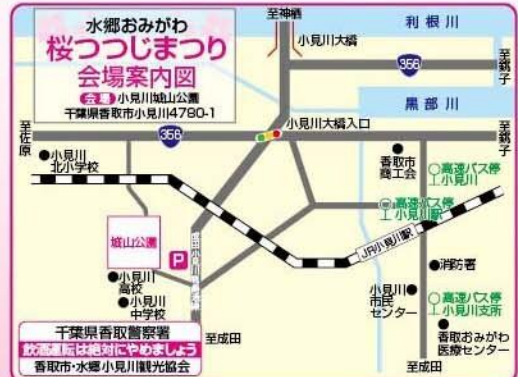 水郷おみがわ
桜つつじまつり
会場案内図
会場 小見川城山公園
千葉県香取市小見川4780-1
至神栖
利根川
小見川大橋
356
至銚子
黒部川
至佐原
356
小見川大橋入口
至銚子
小見川
北小学校
香取市
商工会
高速バス停
小見川
高速バス停
小見川駅
城山公園
P
JR小見川駅
小見川
高校
小見川
中学校
小見川
市民
センター
消防署
高速バス停
小見川支所
香取おみがわ
医療センター
至成田
至成田
千葉県香取警察署
飲酒運転は絶対にやめましょう
香取市・水郷小見川観光協会